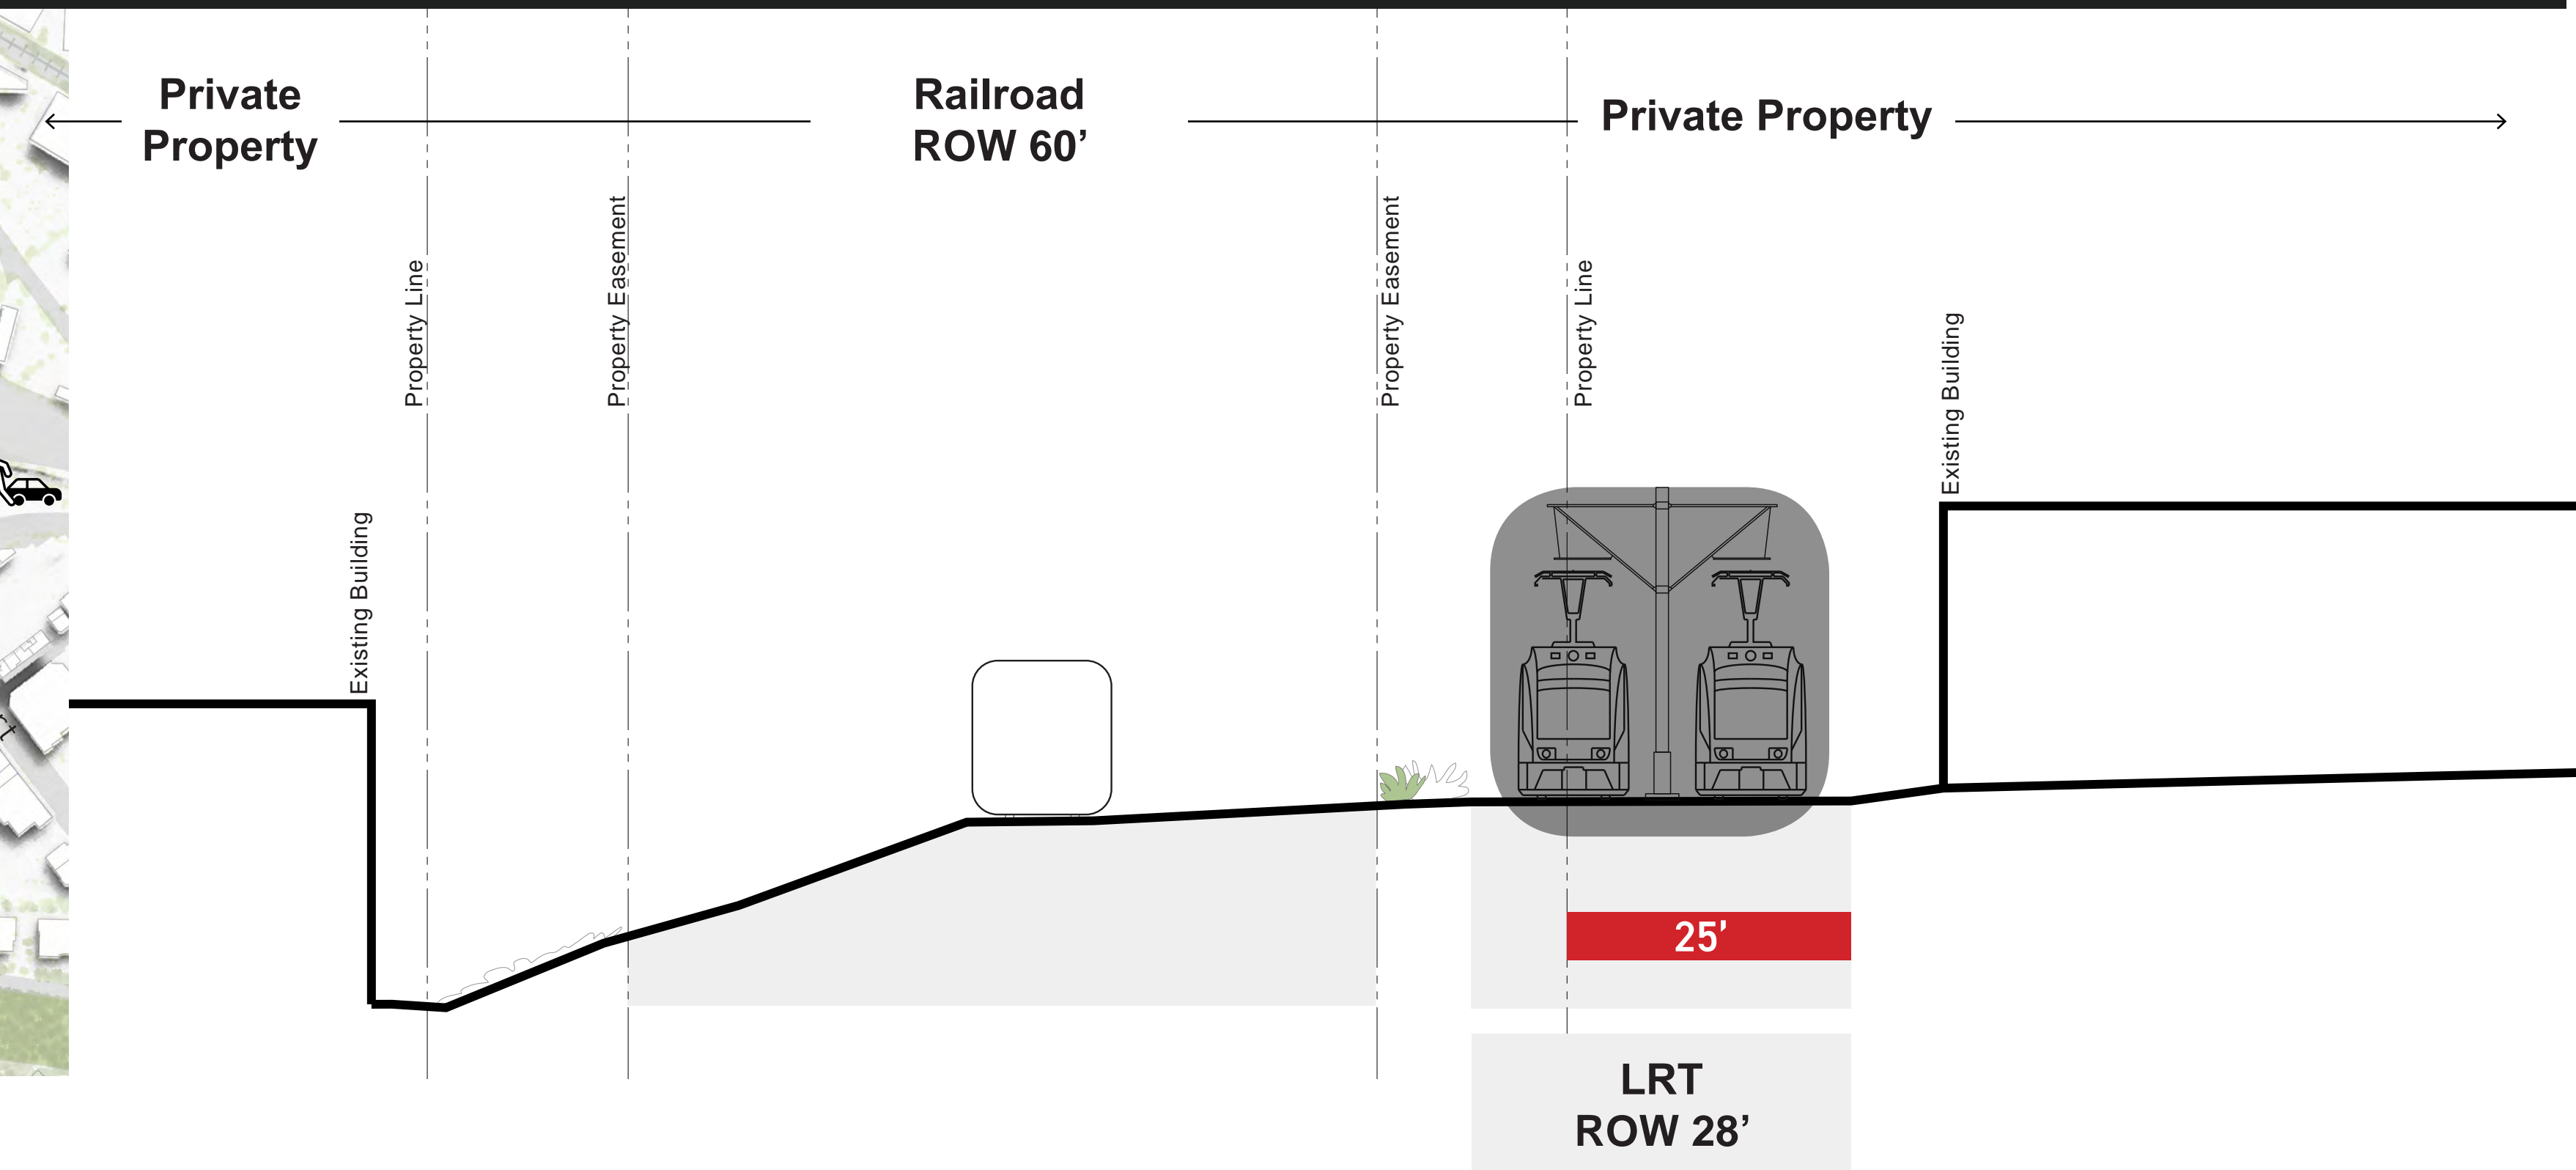 Private
Property
Railroad
ROW 60’
Private Property
Property Line
Property Easement
Property Easement
Property Line
Existing Building
Existing Building
25’
LRT
ROW 28’